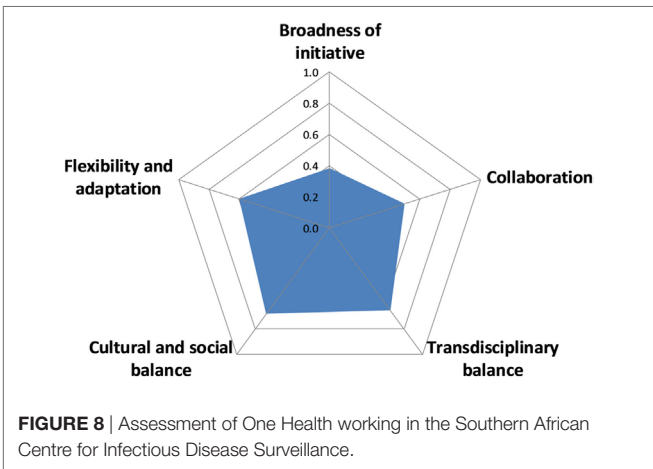 Broadness of
initiative
1.0
0.8
0.6
0.4
0.2
0.0
Flexibility and
adaptation
Collaboration
Cultural and social
balance
Transdisciplinary
balance
FIGURE 8 | Assessment of One Health working in the Southern African
Centre for Infectious Disease Surveillance.